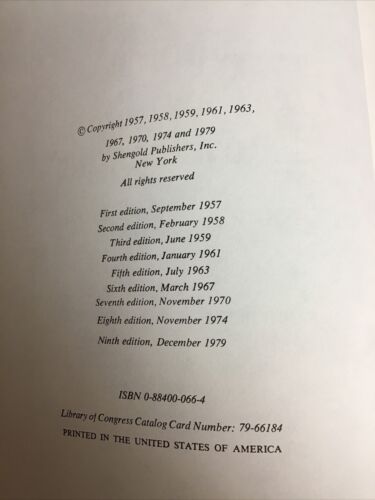 © Copyright 1957, 1958, 1959, 1961, 1963,
1967, 1970, 1974 and 1979
by Shengold Publishers, Inc.
New York
All rights reserved
First edition, September 1957
Second edition, February 1958
Third edition, June 1959
Fourth edition, January 1961
Fifth edition, July 1963
Sixth edition, March 1967
Seventh edition, November 1970
Eighth edition, November 1974
Ninth edition, December 1979
ISBN 0-88400-066-4
Library of Congress Catalog Card Number: 79-66184
PRINTED IN THE UNITED STATES OF AMERICA